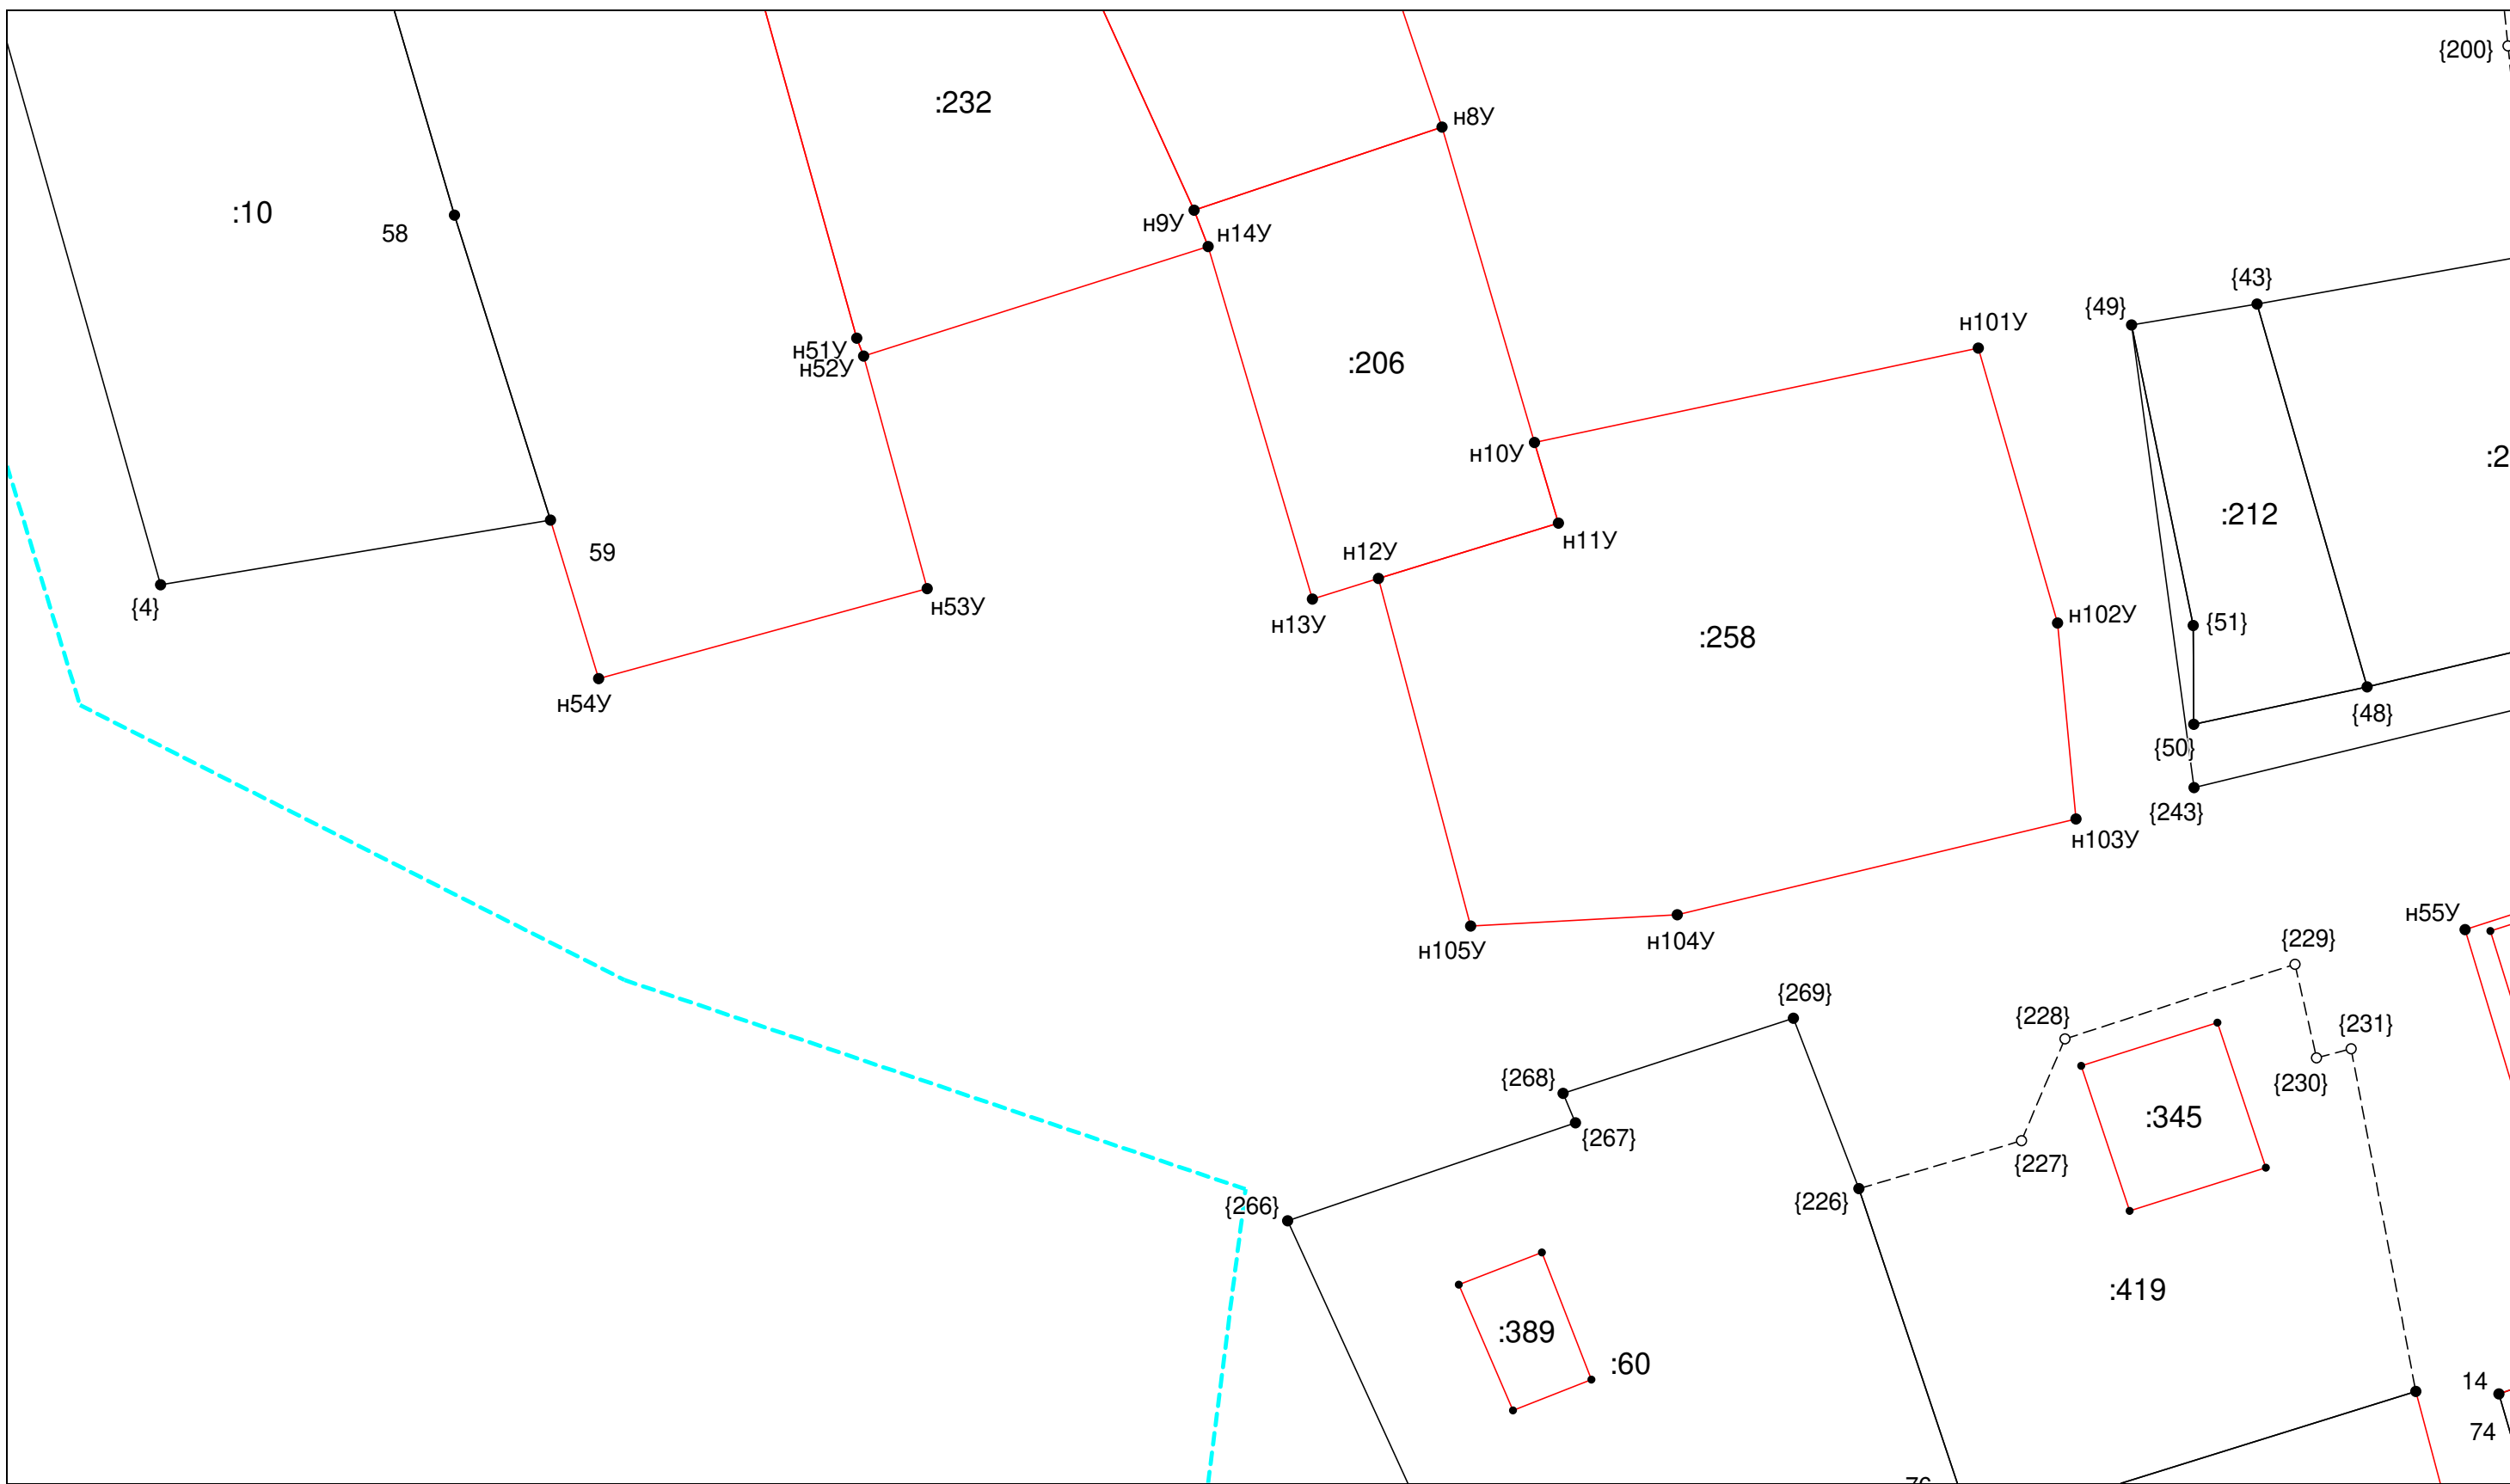 {200}
:232
н8У
:10
58
н9У
н14У
{43}
{49}
н101У
н51У
н52У
:206
н10У
:2
:212
н11У
н12У
59
{4}
н53У
н13У
н102У
{51}
:258
н54У
{48}
{50}
{243}
н103У
н55У
н104У
н105У
{229}
{269}
{228}
{231}
{268}
{230}
:345
{267}
{227}
{226}
{266}
:419
:389
:60
14
74